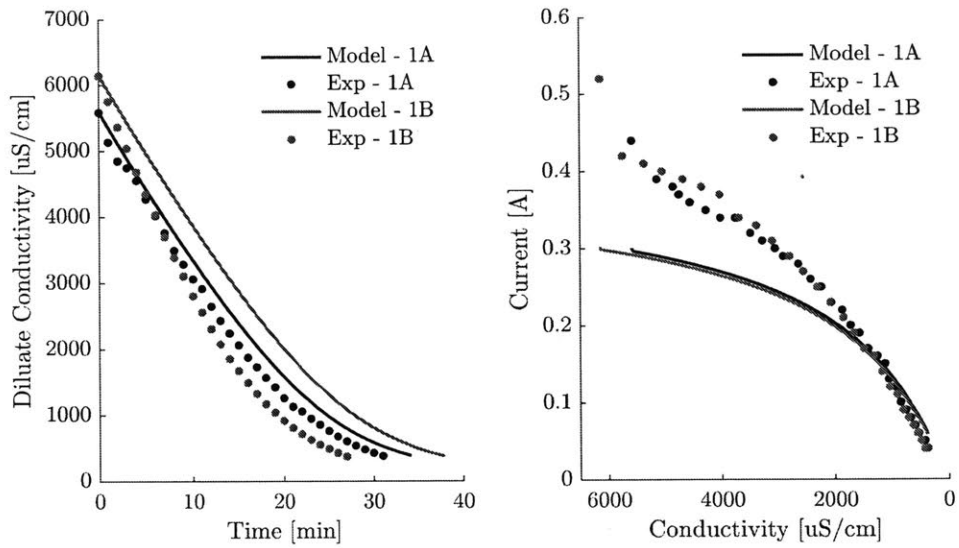 7000
6000
5000
4000
3000
2000
1000
0
0
10
20
30
40
Diluate Conductivity [uS/cm]
Time [min]
Model - 1A
Exp - 1A
Model - 1B
Exp - 1B
0.6
0.5
0.4
0.3
0.2
0.1
0
6000
4000
2000
0
Current [A]
Conductivity [uS/cm]
Model - 1A
Exp - 1A
Model - 1B
Exp - 1B